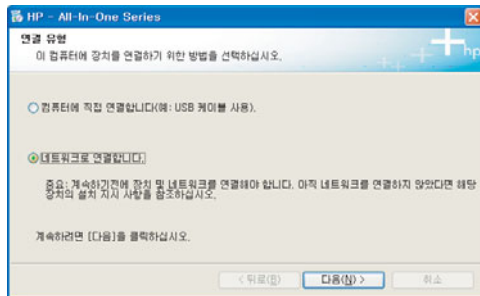 HP - All-In-One Series
연결 유형
이 컴퓨터에 장치를 연결하기 위한 방법을 선택하십시오.
hp
컴퓨터에 직접 연결합니다(예: USB 케이블 사용).
네트워크로 연결합니다.
중요: 계속하기전에 장치 및 네트워크를 연결해야 합니다. 아직 네트워크를 연결하지 않았다면 해당
장치의 설치 지시 사항을 참조하십시오.
계속하려면 [다음]을 클릭하십시오.
< 뒤로(B) 다음(N) > 취소